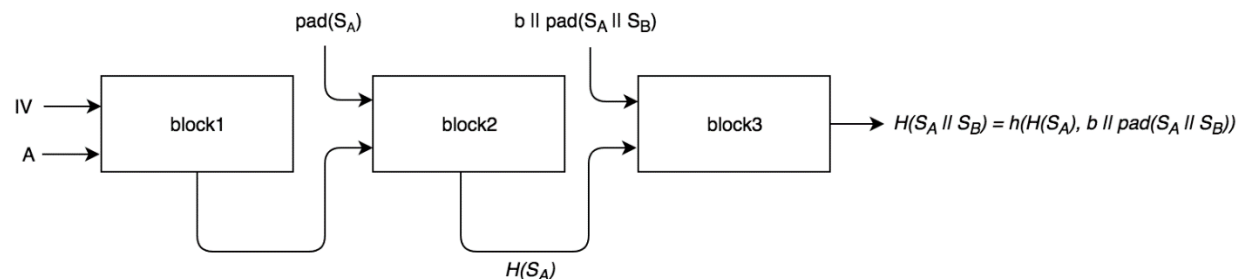 pad(S_A)
b || pad(S_A || S_B)
IV
A
block1
block2
block3
H(S_A || S_B) = h(H(S_A), b || pad(S_A || S_B))
H(S_A)